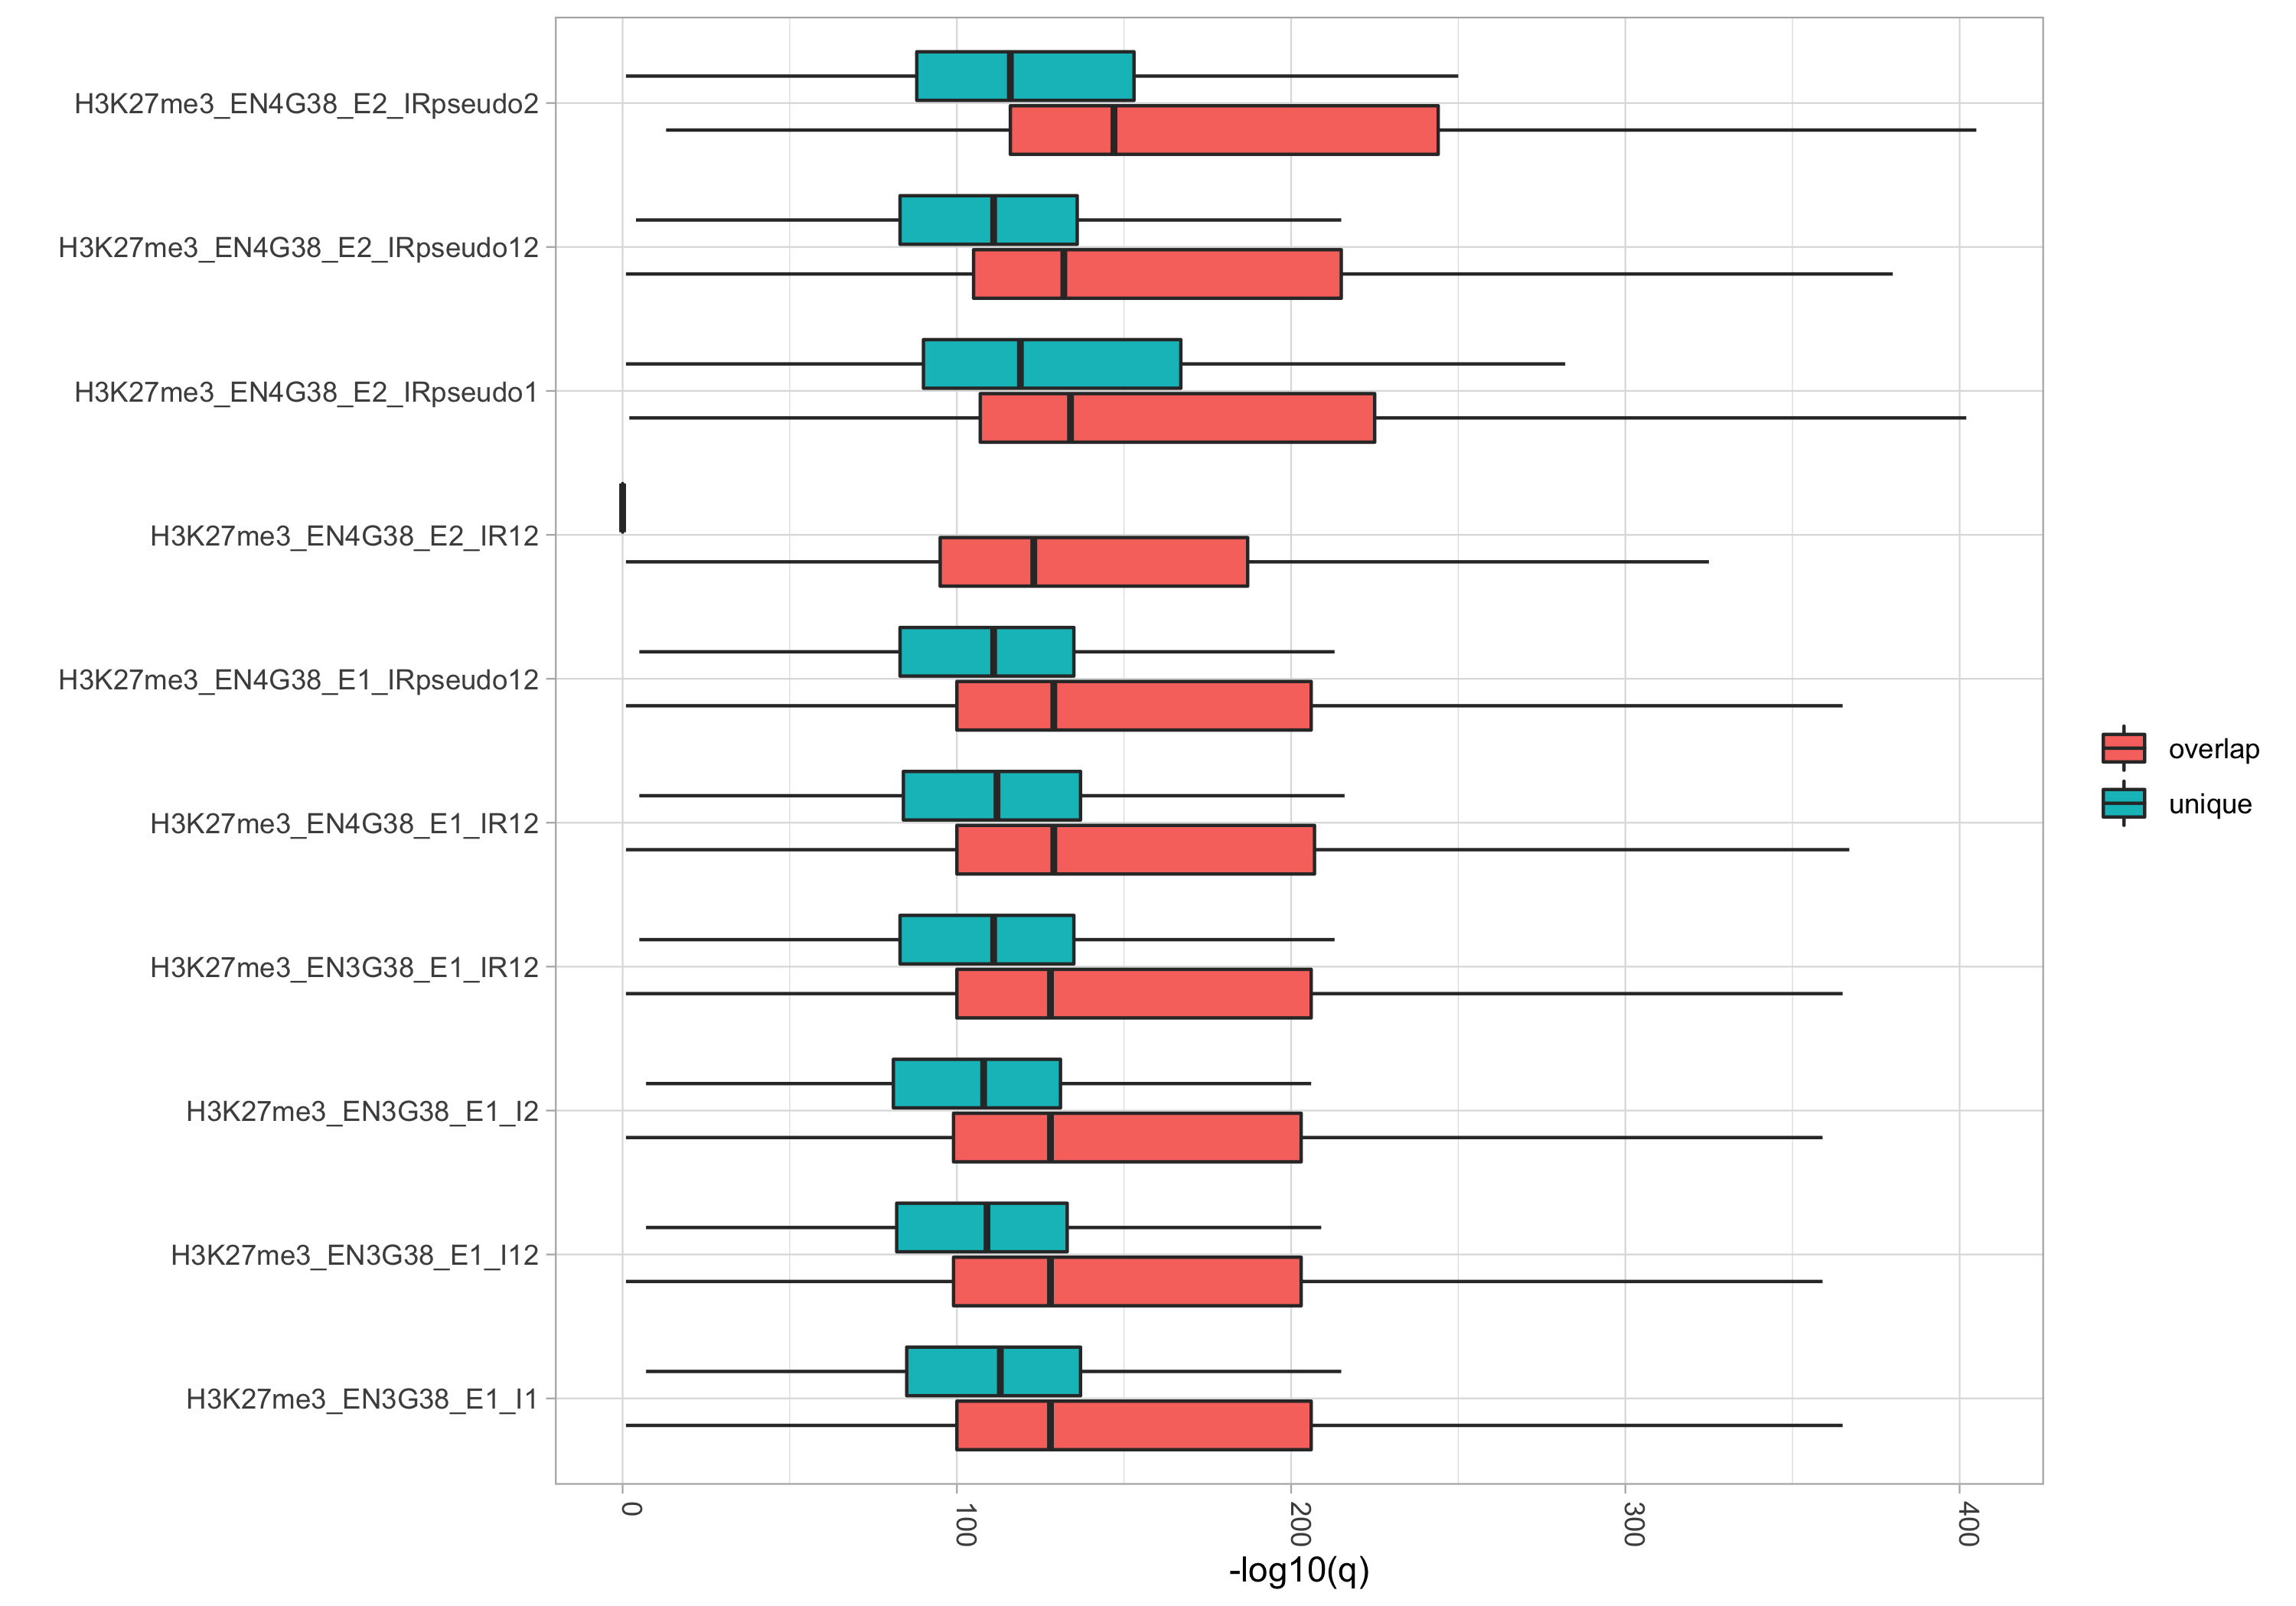 H3K27me3_EN4G38_E2_IRpseudo2
H3K27me3_EN4G38_E2_IRpseudo12
H3K27me3_EN4G38_E2_IRpseudo1
H3K27me3_EN4G38_E2_IR12
H3K27me3_EN4G38_E1_IRpseudo12
H3K27me3_EN4G38_E1_IR12
H3K27me3_EN3G38_E1_IR12
H3K27me3_EN3G38_E1_I2
H3K27me3_EN3G38_E1_I12
H3K27me3_EN3G38_E1_I1
0
100
200
300
400
-log10(q)
overlap
unique